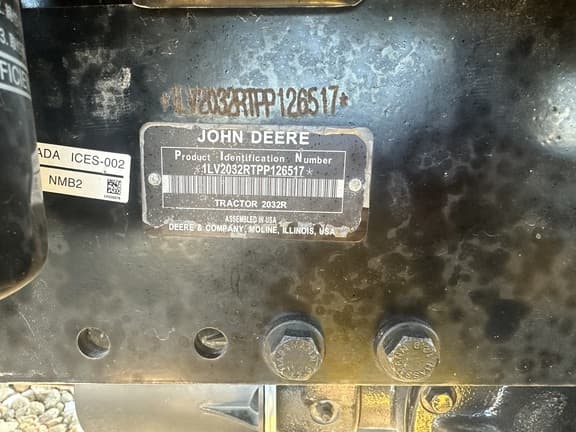 *1LV2032RTPP126517*
JOHN DEERE
Product Identification Number
*1LV2032RTPP126517*
TRACTOR 2032R
ASSEMBLED IN USA
DEERE & COMPANY, MOLINE, ILLINOIS, USA
ADA ICES-002
NMB2